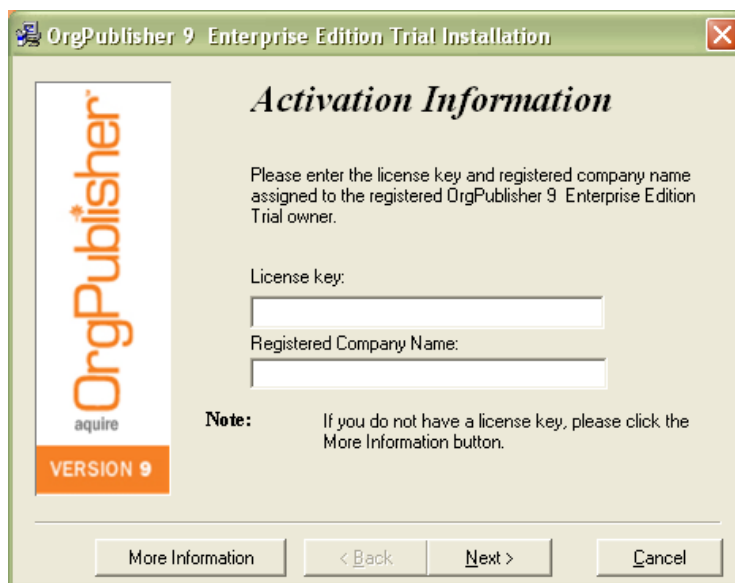 OrgPublisher 9 Enterprise Edition Trial Installation
Activation Information
Please enter the license key and registered company name
assigned to the registered OrgPublisher 9 Enterprise Edition
Trial owner.
License key:
Registered Company Name:
Note: If you do not have a license key, please click the
More Information button.
OrgPublisher
aquire
VERSION 9
More Information < Back Next > Cancel